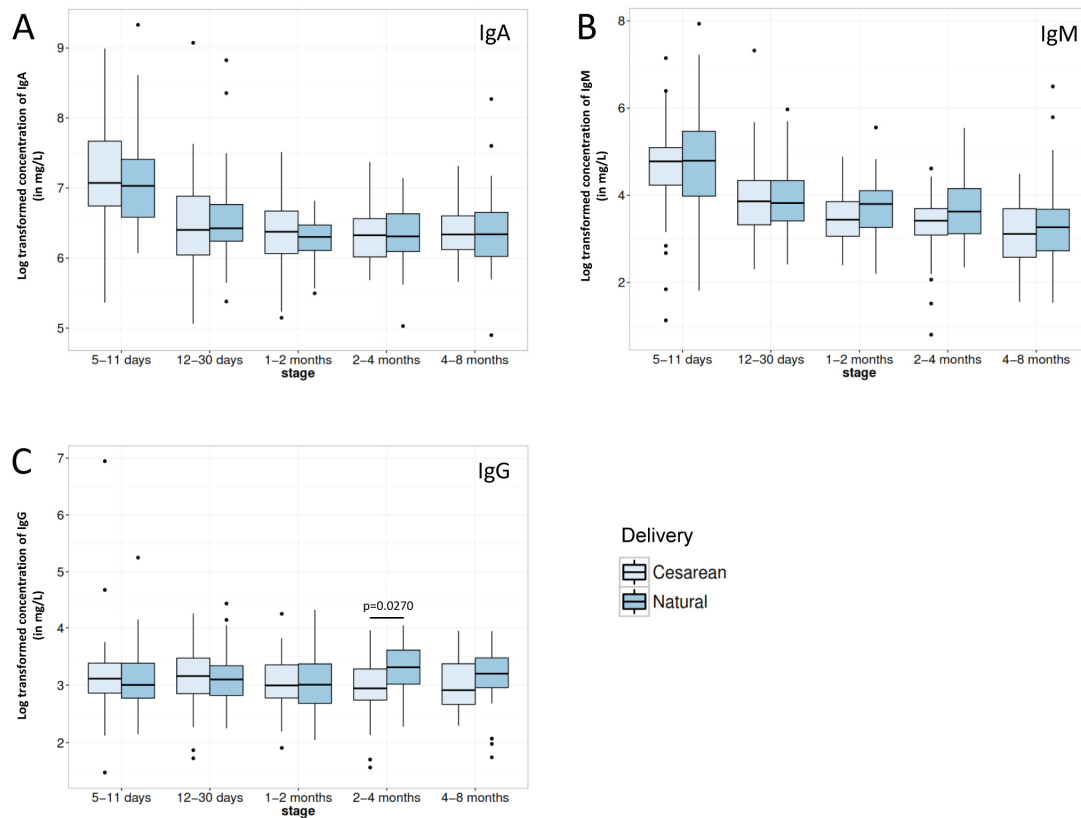 A
IgA
Log transformed concentration of IgA
(in mg/L)
9
8
7
6
5
5−11 days 12−30 days 1−2 months 2−4 months 4−8 months
stage
B
IgM
Log transformed concentration of IgM
(in mg/L)
8
6
4
2
5−11 days 12−30 days 1−2 months 2−4 months 4−8 months
stage
C
IgG
Log transformed concentration of IgG
(in mg/L)
7
6
5
4
3
2
p=0.0270
5−11 days 12−30 days 1−2 months 2−4 months 4−8 months
stage
Delivery
Cesarean
Natural